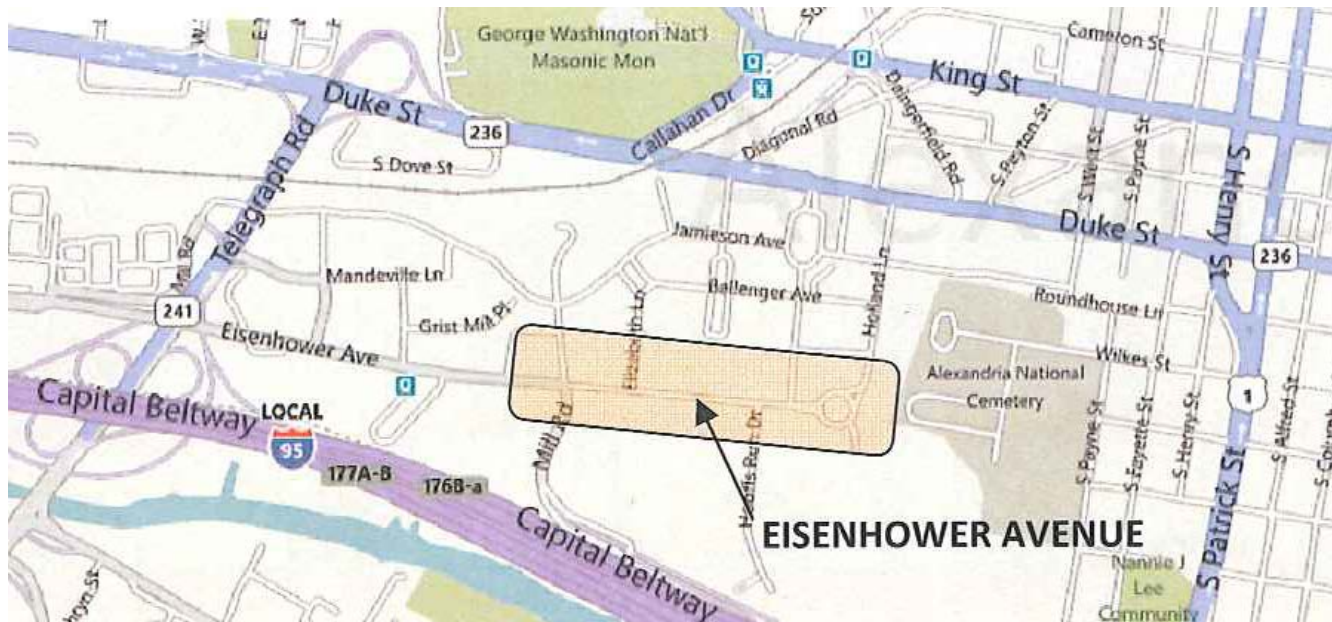 George Washington Nat'l
Masonic Mon
Cameron St
King St
Duke St
236
Callahan Dr
Diagonal Rd
Daingerfield Rd
S Peyton St
S West St
S Payne St
S Henry St
Telegraph Rd
S Dove St
Duke St
236
Jamieson Ave
Mandeville Ln
Mill Rd
Ballenger Ave
Holland Ln
Roundhouse Ln
241
Grist Mill Pl
Eisenhower Ave
Elizabeth Ln
Wilkes St
Alexandria National
Cemetery
1
Capital Beltway
LOCAL
95
177A-B
176B-a
Mill Rd
S Payne St
S Fayette St
S Henry St
S Alfred St
S Patrick St
EISENHOWER AVENUE
Capital Beltway
Nannie J
Lee
Community